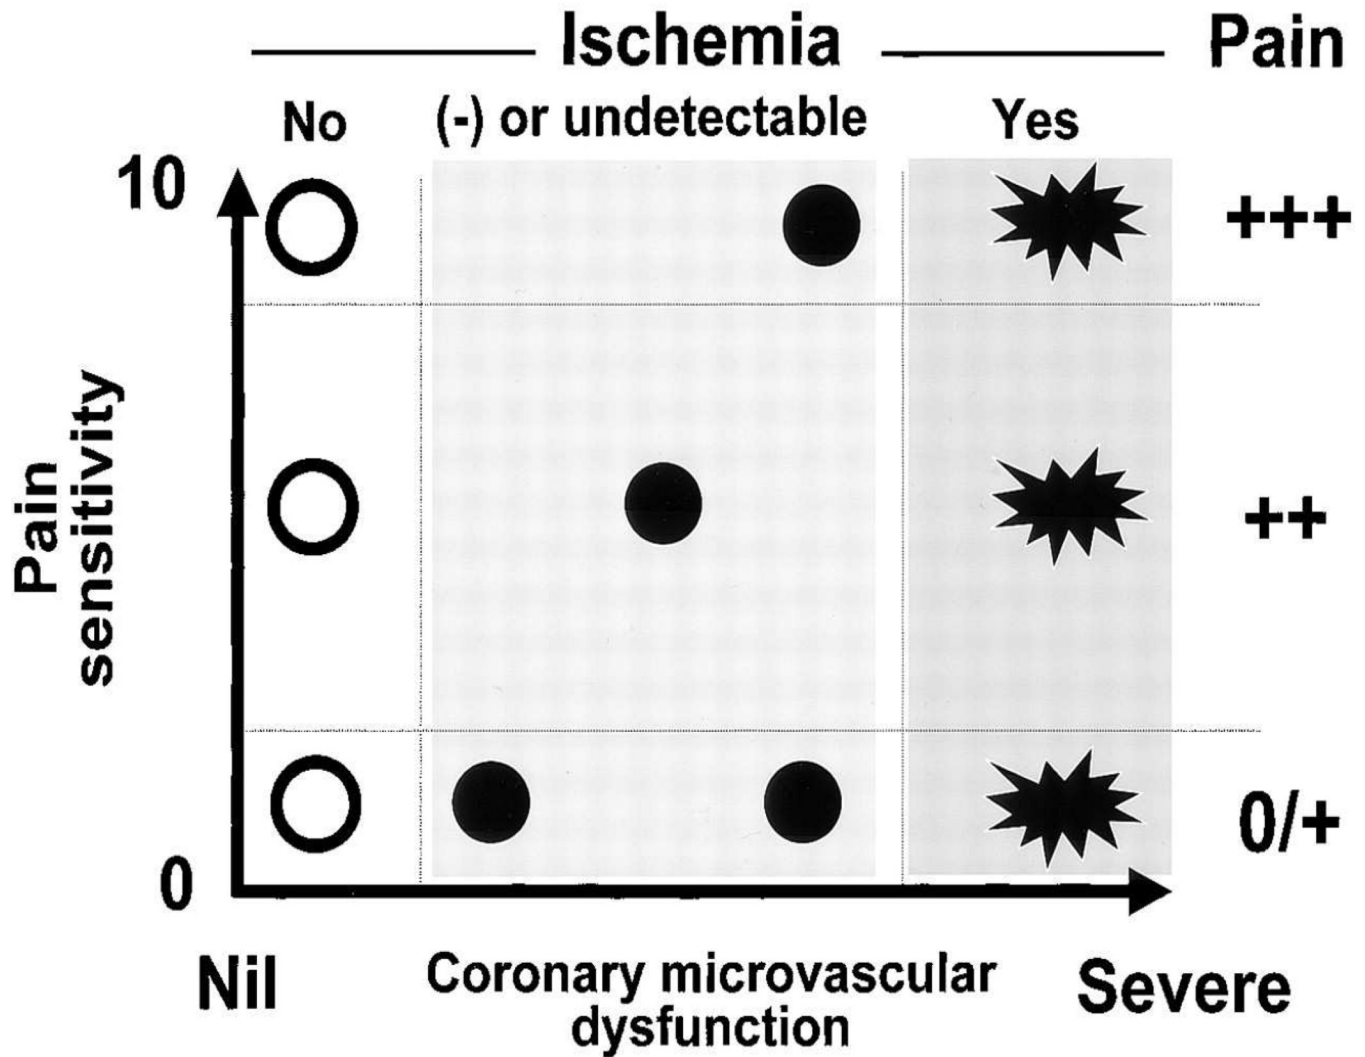 Ischemia
Pain
No
(-) or undetectable
Yes
10
+++
Pain
sensitivity
++
0/+
0
Nil
Coronary microvascular
dysfunction
Severe